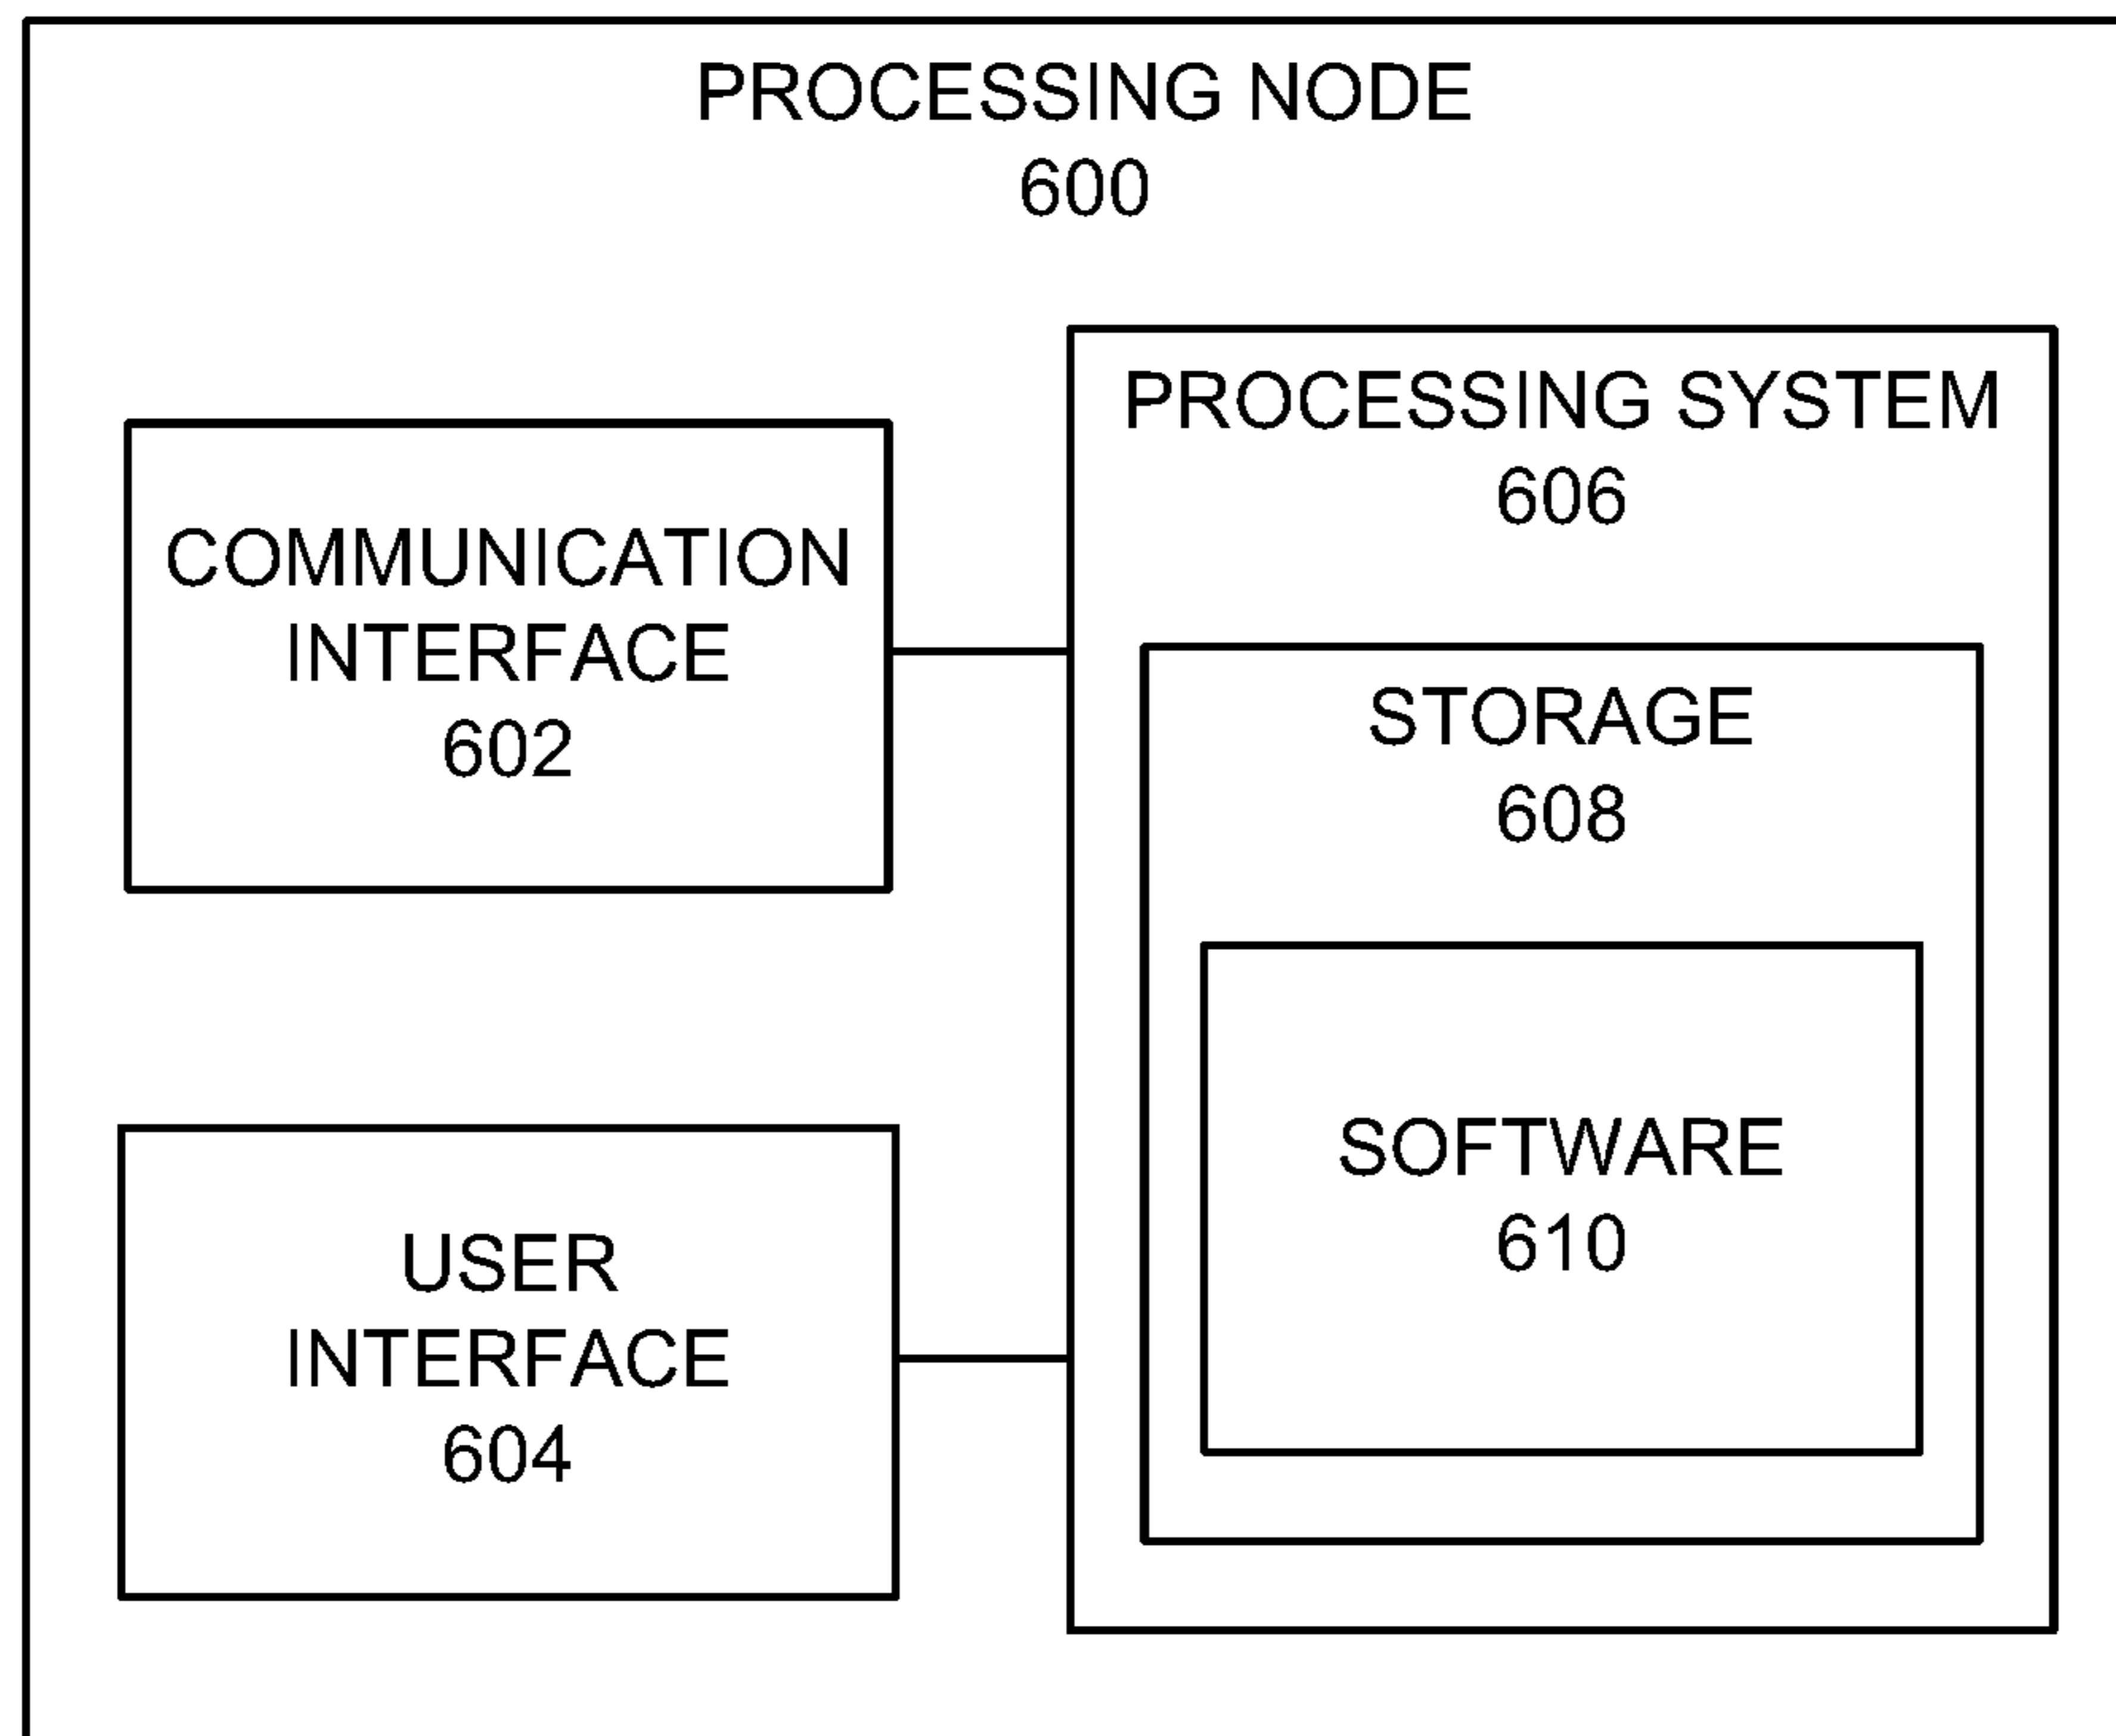 PROCESSING NODE
600
PROCESSING SYSTEM
606
COMMUNICATION
INTERFACE
602
STORAGE
608
SOFTWARE
610
USER
INTERFACE
604